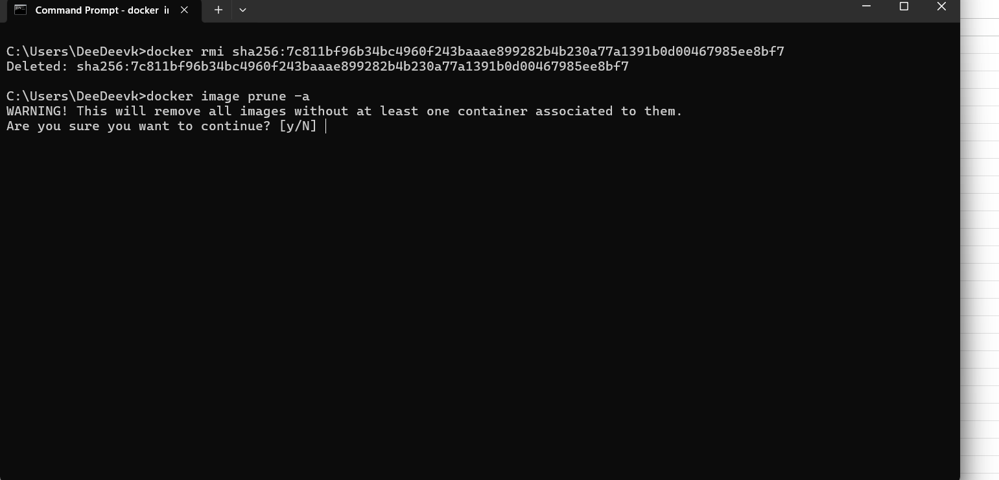 Command Prompt - docker
C:\Users\DeeDeevk>docker rmi sha256:7c811bf96b34bc4960f243baaae899282b4b230a77a1391b0d00467985ee8bf7
Deleted: sha256:7c811bf96b34bc4960f243baaae899282b4b230a77a1391b0d00467985ee8bf7
C:\Users\DeeDeevk>docker image prune -a
WARNING! This will remove all images without at least one container associated to them.
Are you sure you want to continue? [y/N]